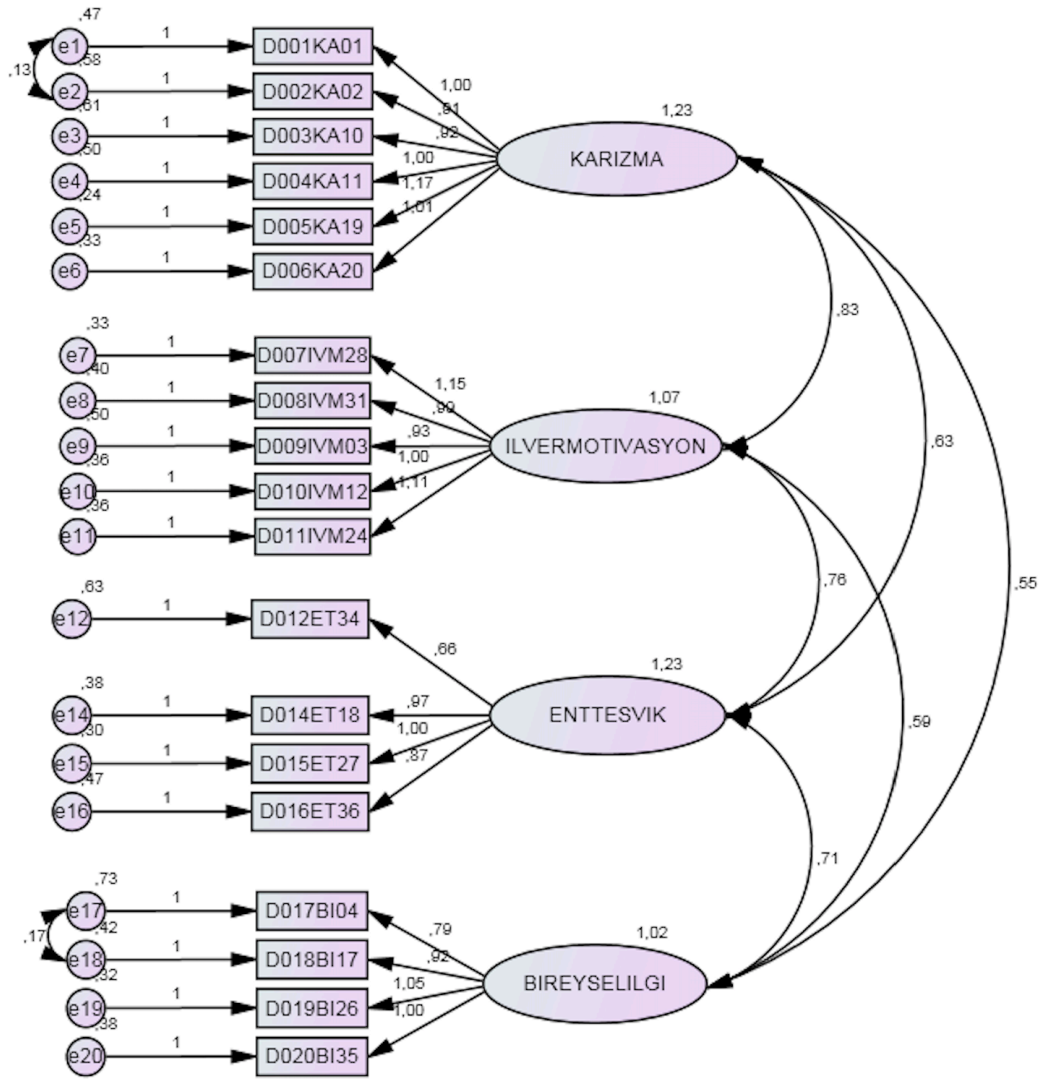 ,47
e1
1
D001KA01
,13
,58
e2
1
D002KA02
,61
e3
1
D003KA10
,50
e4
1
D004KA11
,24
e5
1
D005KA19
,33
e6
1
D006KA20
1,00
,91
,92
1,00
1,17
1,01
1,23
KARIZMA
,33
e7
1
D007IVM28
,40
e8
1
D008IVM31
,50
e9
1
D009IVM03
,36
e10
1
D010IVM12
,36
e11
1
D011IVM24
1,15
,99
,93
1,00
1,11
1,07
ILVERMOTIVASYON
,63
e12
1
D012ET34
,38
e14
1
D014ET18
,30
e15
1
D015ET27
,47
e16
1
D016ET36
,66
,97
1,00
,87
1,23
ENTTESVIK
,73
e17
1
D017BI04
,17
,42
e18
1
D018BI17
,32
e19
1
D019BI26
,38
e20
1
D020BI35
,79
,92
1,05
1,00
1,02
BIREYSELILGI
,83
,63
,55
,76
,59
,71